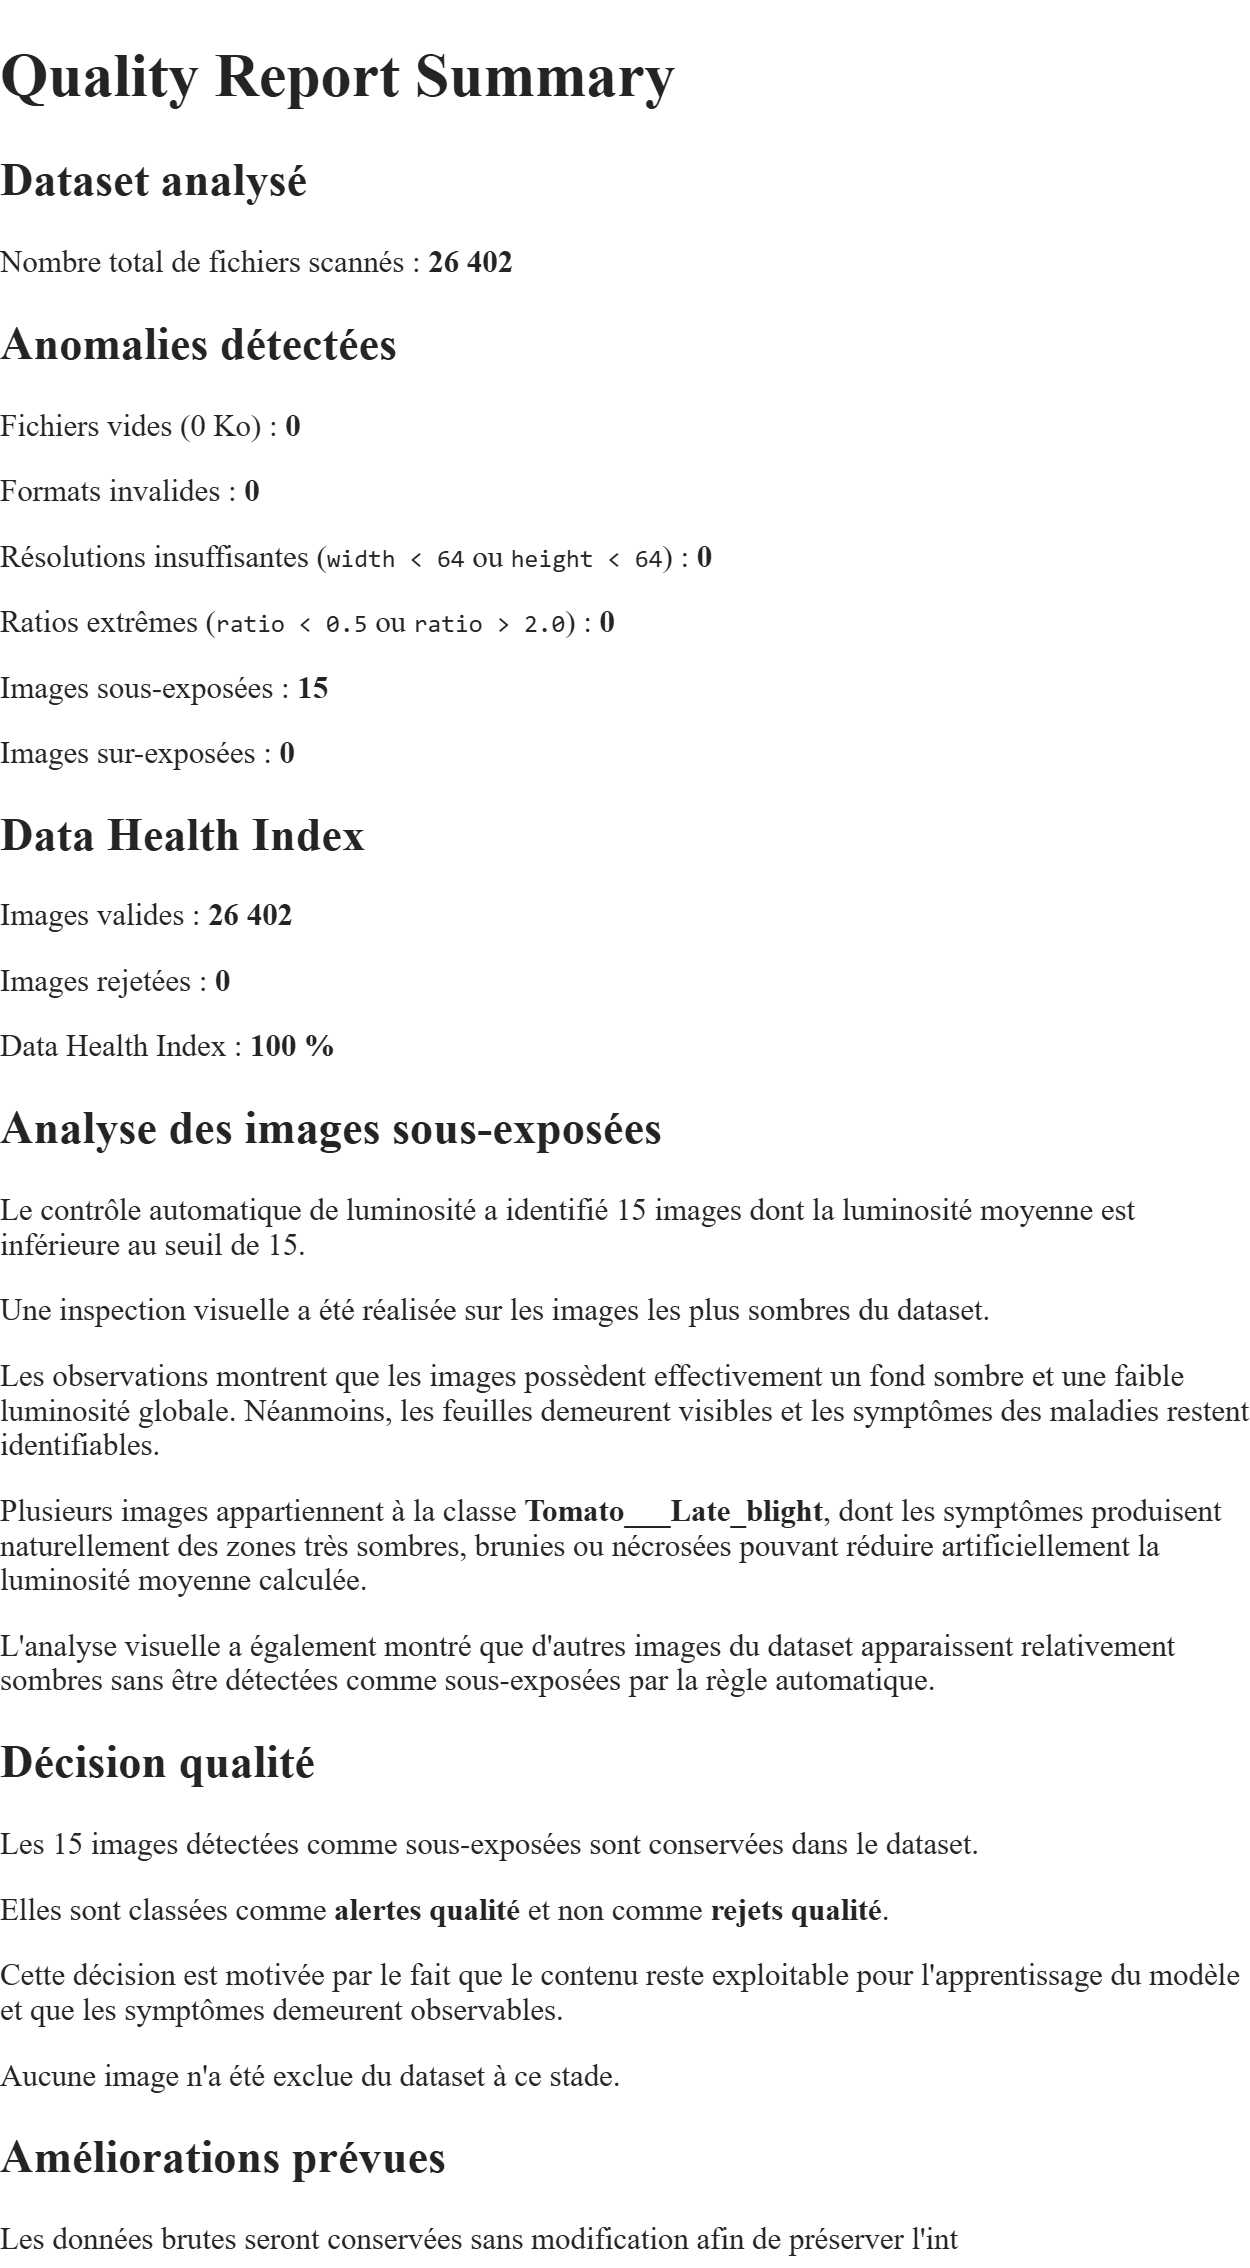 Quality Report Summary
Dataset analysé
Nombre total de fichiers scannés : 26 402
Anomalies détectées
Fichiers vides (0 Ko) : 0
Formats invalides : 0
Résolutions insuffisantes (width < 64 ou height < 64) : 0
Ratios extrêmes (ratio < 0.5 ou ratio > 2.0) : 0
Images sous-exposées : 15
Images sur-exposées : 0
Data Health Index
Images valides : 26 402
Images rejetées : 0
Data Health Index : 100 %
Analyse des images sous-exposées
Le contrôle automatique de luminosité a identifié 15 images dont la luminosité moyenne est
inférieure au seuil de 15.
Une inspection visuelle a été réalisée sur les images les plus sombres du dataset.
Les observations montrent que les images possèdent effectivement un fond sombre et une faible
luminosité globale. Néanmoins, les feuilles demeurent visibles et les symptômes des maladies restent
identifiables.
Plusieurs images appartiennent à la classe Tomato___Late_blight, dont les symptômes produisent
naturellement des zones très sombres, brunies ou nécrosées pouvant réduire artificiellement la
luminosité moyenne calculée.
L'analyse visuelle a également montré que d'autres images du dataset apparaissent relativement
sombres sans être détectées comme sous-exposées par la règle automatique.
Décision qualité
Les 15 images détectées comme sous-exposées sont conservées dans le dataset.
Elles sont classées comme alertes qualité et non comme rejets qualité.
Cette décision est motivée par le fait que le contenu reste exploitable pour l'apprentissage du modèle
et que les symptômes demeurent observables.
Aucune image n'a été exclue du dataset à ce stade.
Améliorations prévues
Les données brutes seront conservées sans modification afin de préserver l'int